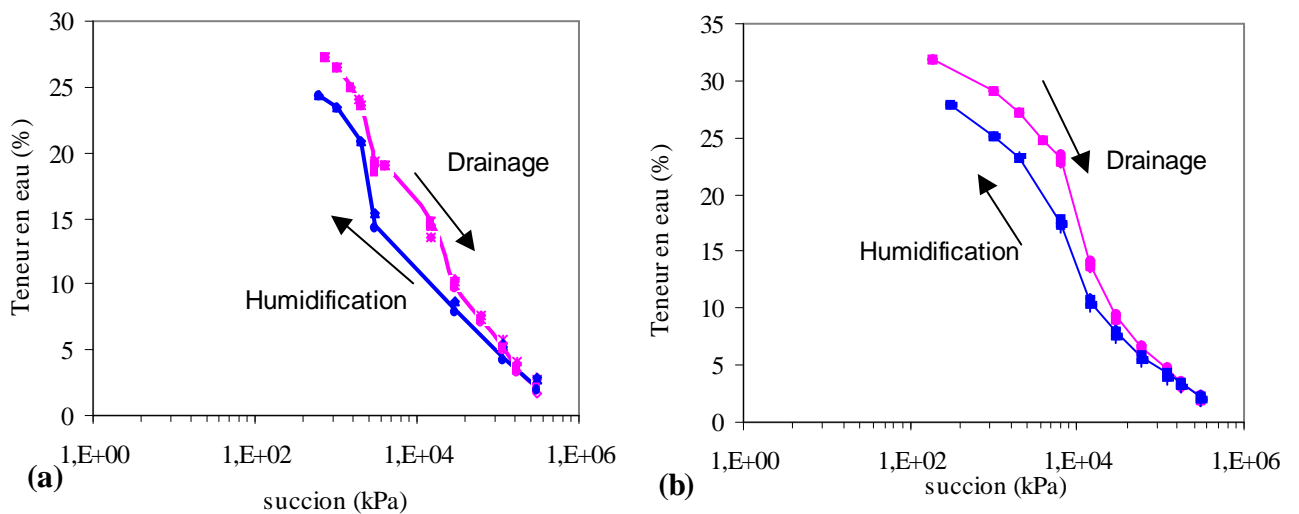 30
25
20
15
10
5
0
Teneur en eau (%)
Drainage
Humidification
1,E+00 1,E+02 1,E+04 1,E+06
(a)
succion (kPa)
35
30
25
20
15
10
5
0
Teneur en eau (%)
Drainage
Humidification
1,E+00 1,E+02 1,E+04 1,E+06
(b)
succion (kPa)